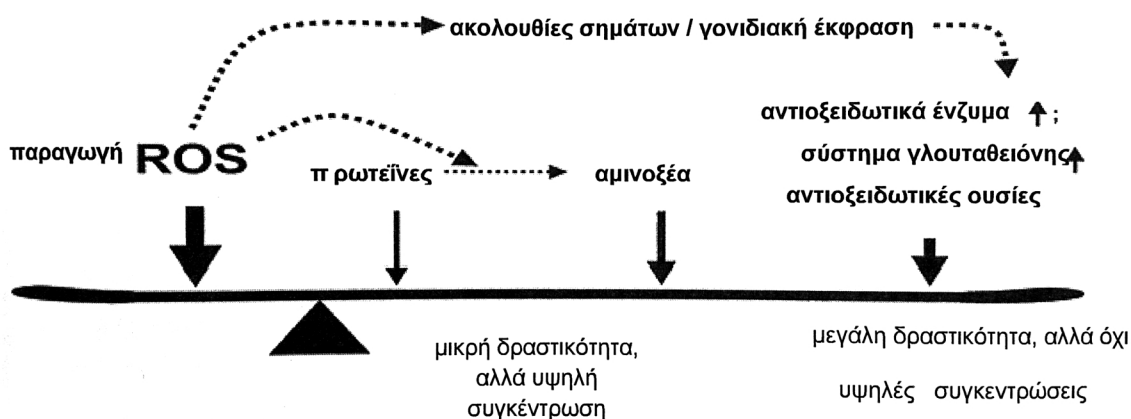 ακολουθίες σημάτων / γονιδιακή έκφραση
παραγωγή ROS
πρωτεΐνες
αμινοξέα
αντιοξειδωτικά ένζυμα ;
σύστημα γλουταθειόνης
αντιοξειδωτικές ουσίες
μικρή δραστικότητα,
αλλά υψηλή
συγκέντρωση
μεγάλη δραστικότητα, αλλά όχι
υψηλές συγκεντρώσεις